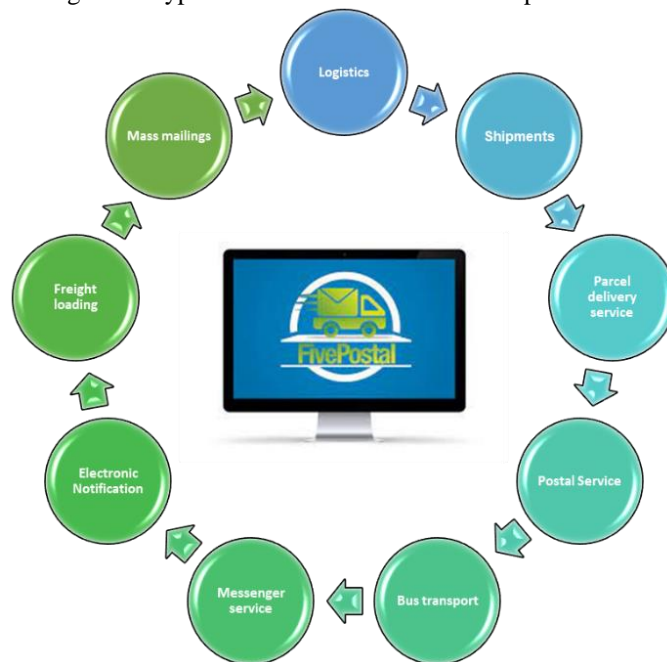 Logistics
Shipments
Parcel
delivery
service
Postal Service
Bus transport
Messenger
service
Electronic
Notification
Freight
loading
Mass mailings
FivePostal